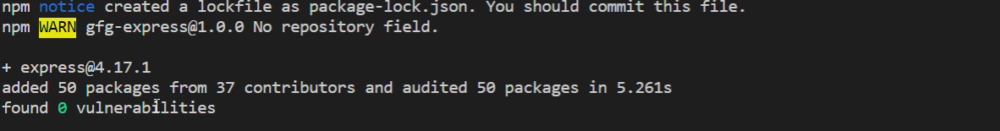 npm notice created a lockfile as package-lock.json. You should commit this file.
npm WARN gfg-express@1.0.0 No repository field.
+ express@4.17.1
added 50 packages from 37 contributors and audited 50 packages in 5.261s
found 0 vulnerabilities